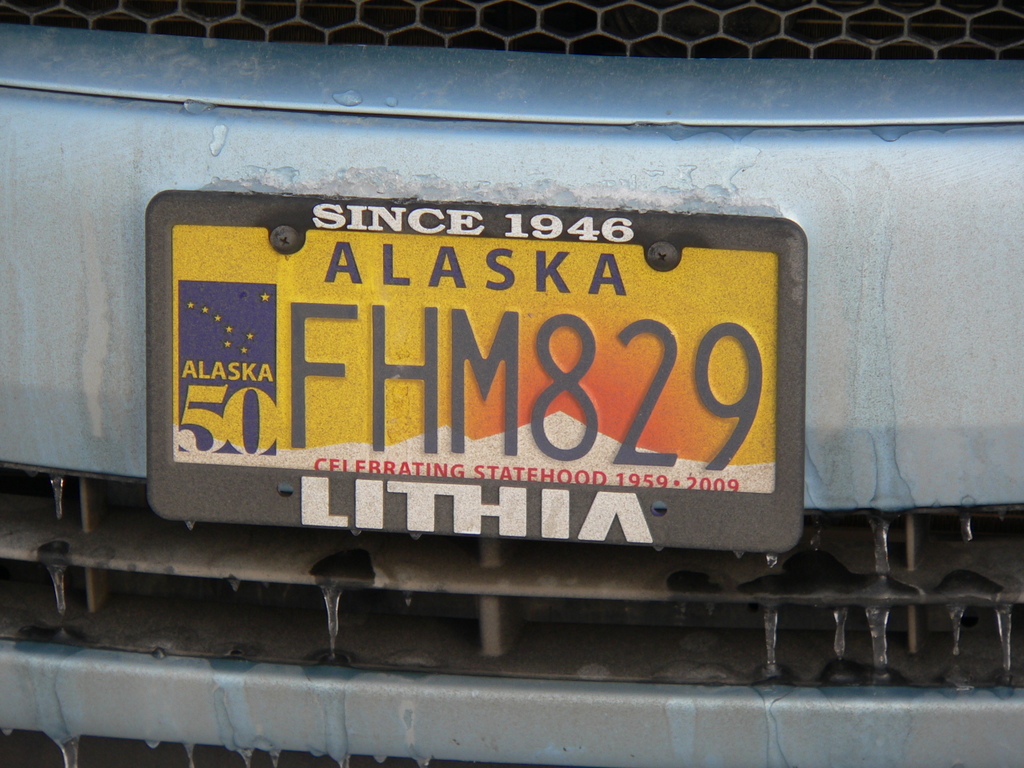 SINCE 1946
ALASKA
ALASKA
50
FHM829
CELEBRATING STATEHOOD 1959 • 2009
LITHIA